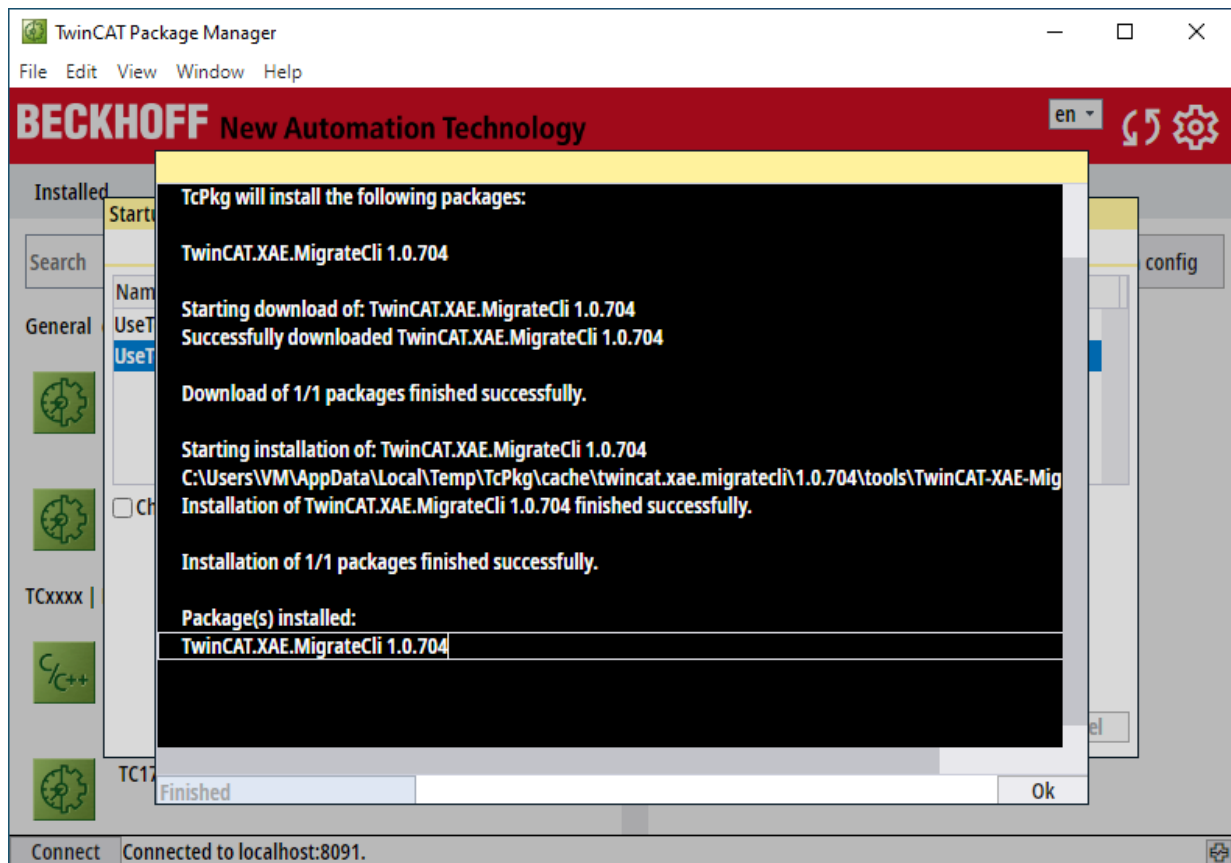 TwinCAT Package Manager
File Edit View Window Help
BECKHOFF New Automation Technology
en
Installed
Search
config
General
TCxxxx
C/C++
TcPkg will install the following packages:
TwinCAT.XAE.MigrateCli 1.0.704
Starting download of: TwinCAT.XAE.MigrateCli 1.0.704
Successfully downloaded TwinCAT.XAE.MigrateCli 1.0.704
Download of 1/1 packages finished successfully.
Starting installation of: TwinCAT.XAE.MigrateCli 1.0.704
C:\Users\VM\AppData\Local\Temp\TcPkg\cache\twincat.xae.migratecli\1.0.704\tools\TwinCAT-XAE-Mig
Installation of TwinCAT.XAE.MigrateCli 1.0.704 finished successfully.
Installation of 1/1 packages finished successfully.
Package(s) installed:
TwinCAT.XAE.MigrateCli 1.0.704
Finished
Ok
Connect Connected to localhost:8091.